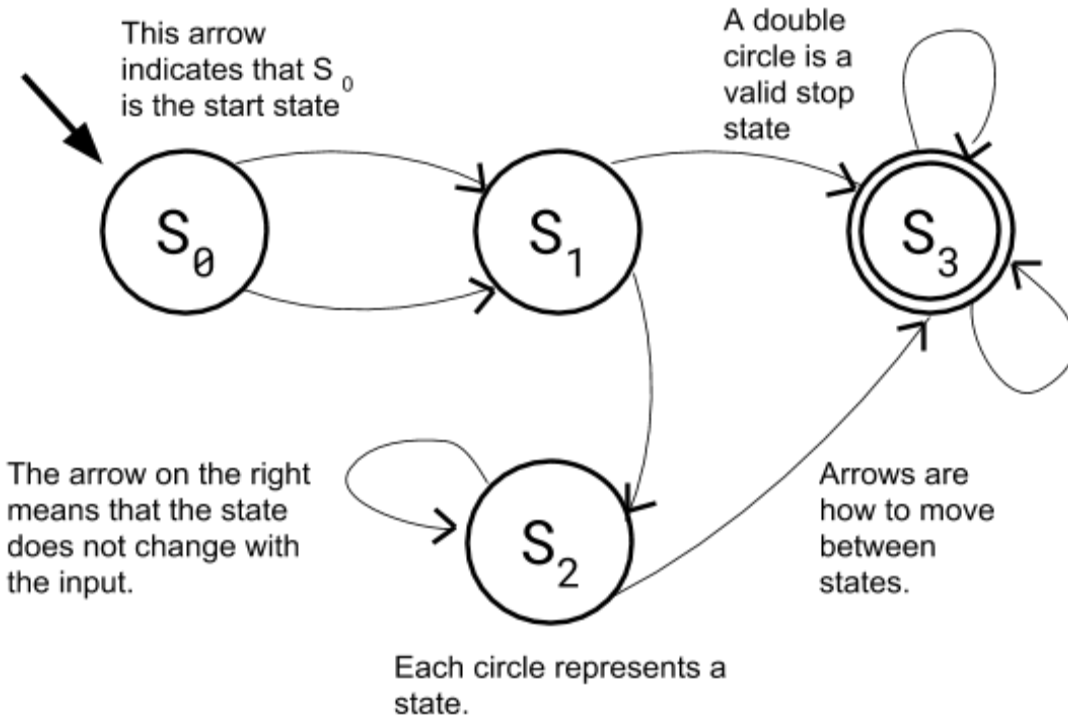 This arrow
indicates that S 0
is the start state
A double
circle is a
valid stop
state
S0
S1
S3
The arrow on the right
means that the state
does not change with
the input.
S2
Arrows are
how to move
between
states.
Each circle represents a
state.